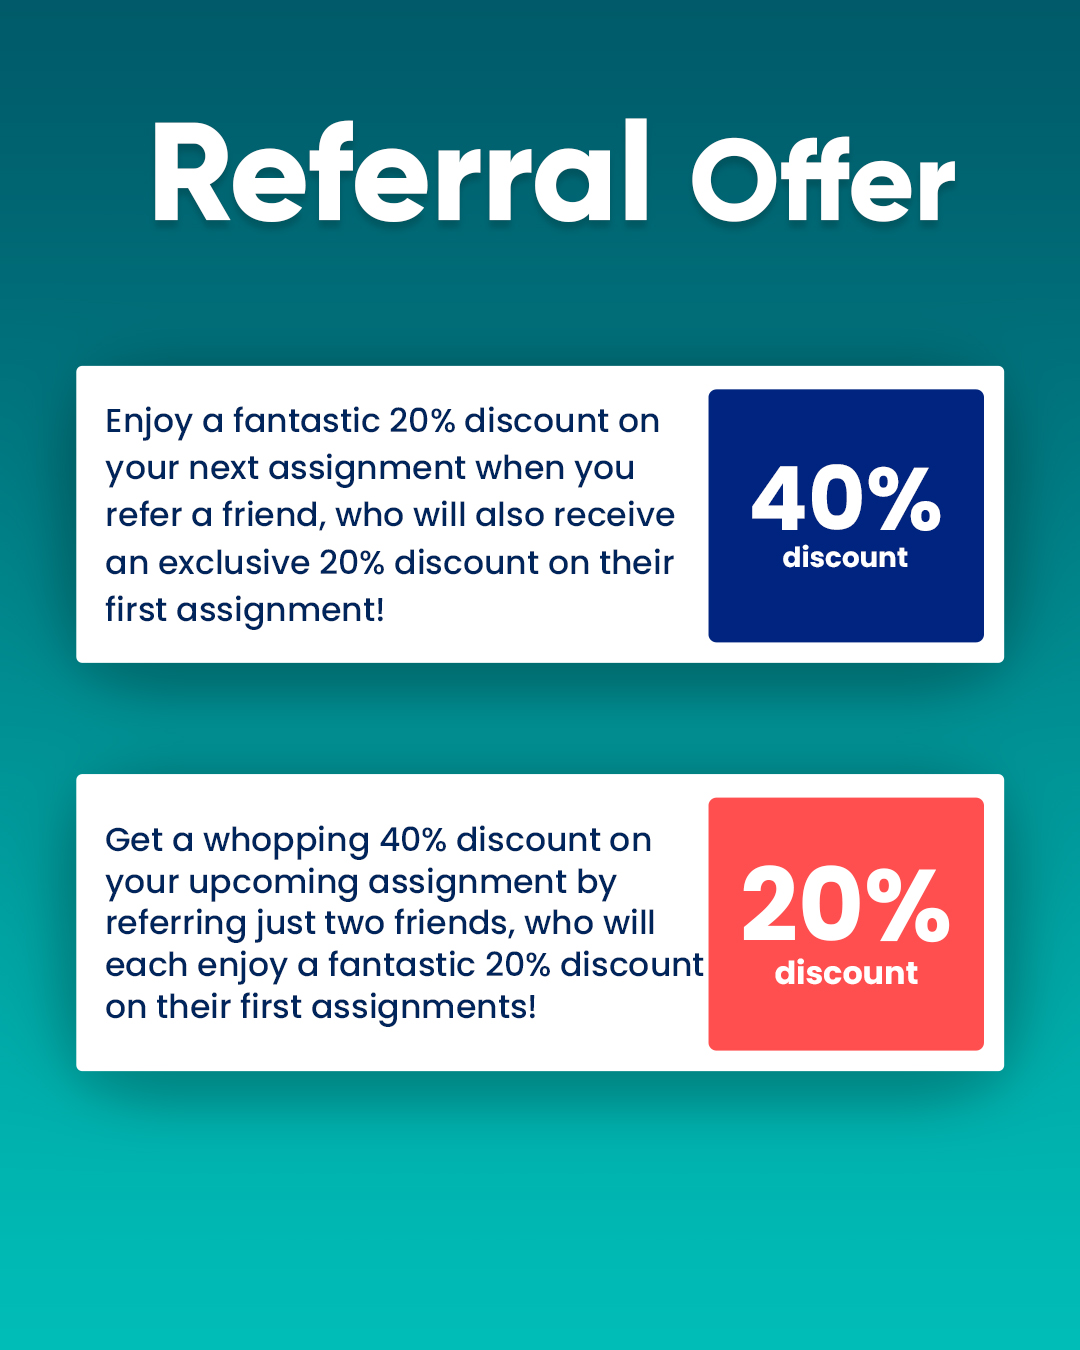 Referral Offer
Enjoy a fantastic 20% discount on
your next assignment when you
refer a friend, who will also receive
an exclusive 20% discount on their
first assignment!
40%
discount
Get a whopping 40% discount on
your upcoming assignment by
referring just two friends, who will
each enjoy a fantastic 20% discount
on their first assignments!
20%
discount